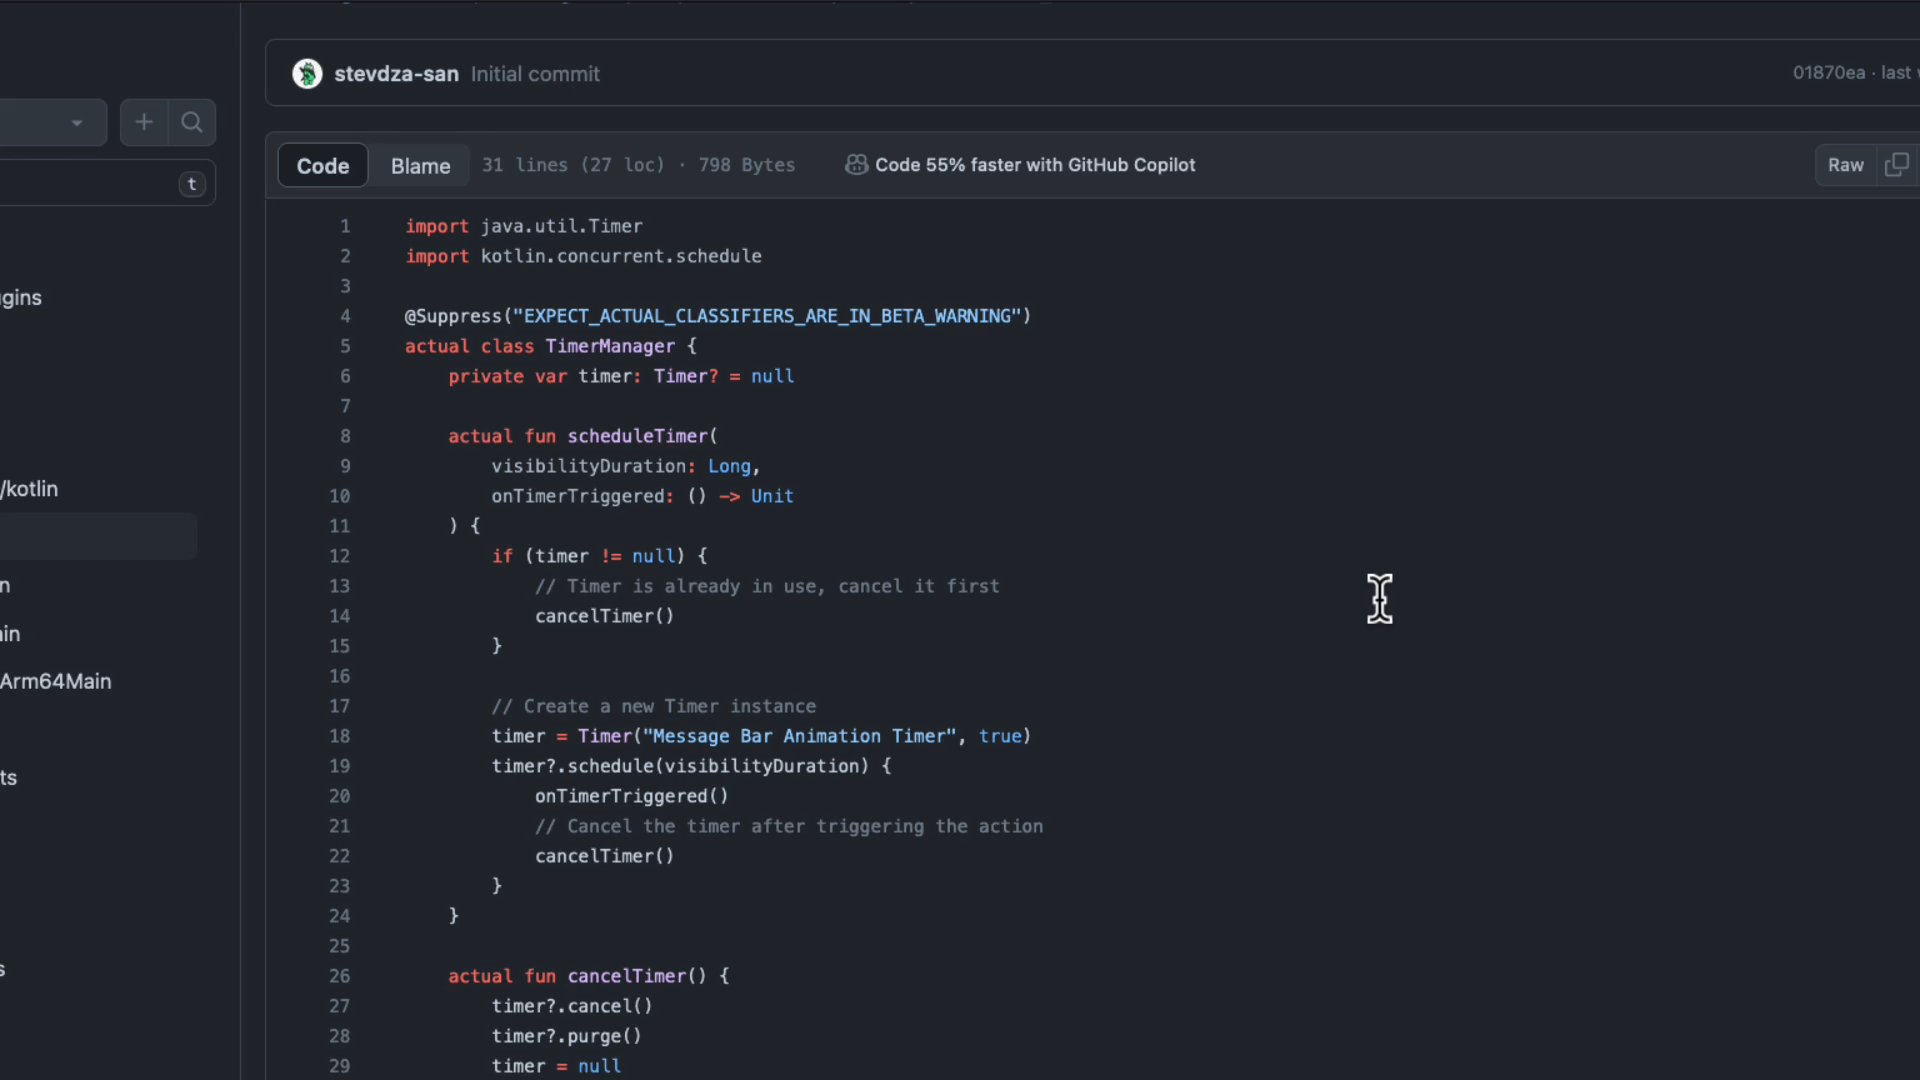 stevdza-san Initial commit
01870ea · last
t
gins
/kotlin
n
in
Arm64Main
ts
s
Code Blame 31 lines (27 loc) · 798 Bytes Code 55% faster with GitHub Copilot Raw
1 import java.util.Timer
2 import kotlin.concurrent.schedule
3
4 @Suppress("EXPECT_ACTUAL_CLASSIFIERS_ARE_IN_BETA_WARNING")
5 actual class TimerManager {
6     private var timer: Timer? = null
7
8     actual fun scheduleTimer(
9         visibilityDuration: Long,
10         onTimerTriggered: () -> Unit
11     ) {
12         if (timer != null) {
13             // Timer is already in use, cancel it first
14             cancelTimer()
15         }
16
17         // Create a new Timer instance
18         timer = Timer("Message Bar Animation Timer", true)
19         timer?.schedule(visibilityDuration) {
20             onTimerTriggered()
21             // Cancel the timer after triggering the action
22             cancelTimer()
23         }
24     }
25
26     actual fun cancelTimer() {
27         timer?.cancel()
28         timer?.purge()
29         timer = null